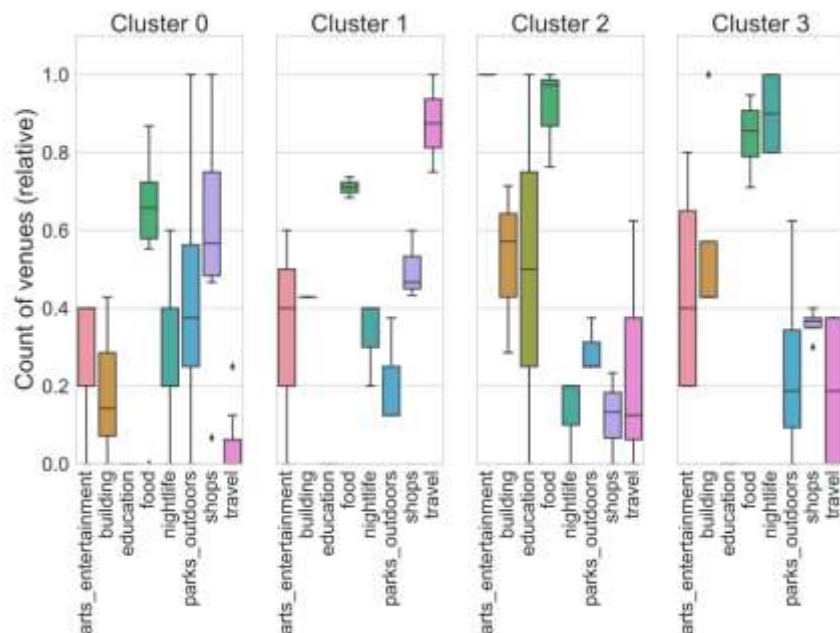 Cluster 0
Cluster 1
Cluster 2
Cluster 3
Count of venues (relative)
1.0
0.8
0.6
0.4
0.2
0.0
arts_entertainment
building
education
food
nightlife
parks_outdoors
shops
travel
arts_entertainment
building
education
food
nightlife
parks_outdoors
shops
travel
arts_entertainment
building
education
food
nightlife
parks_outdoors
shops
travel
arts_entertainment
building
education
food
nightlife
parks_outdoors
shops
travel